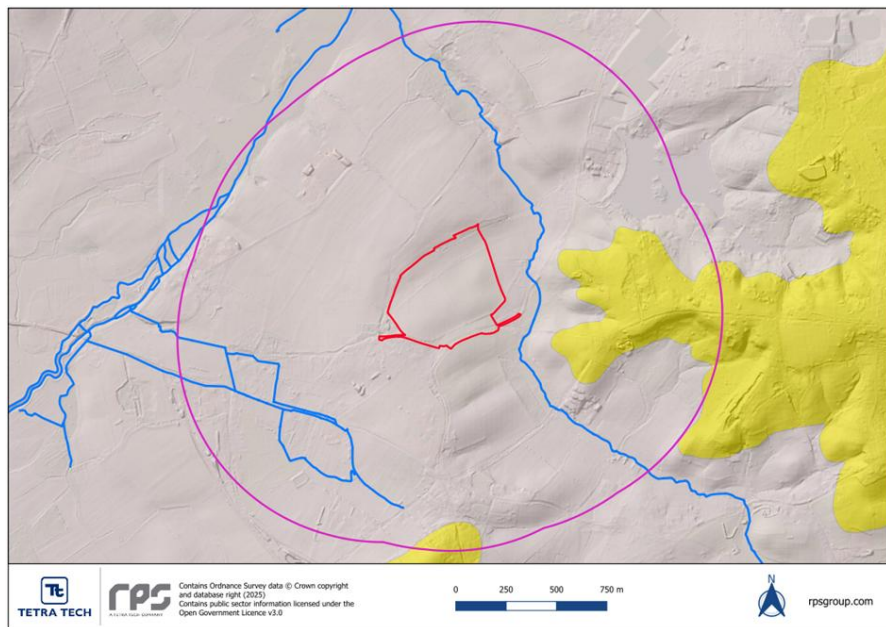 Tt
TETRA TECH
rps
A TETRA TECH COMPANY
Contains Ordnance Survey data © Crown copyright
and database right (2025)
Contains public sector information licensed under the
Open Government Licence v3.0
0 250 500 750 m
N
rpsgroup.com